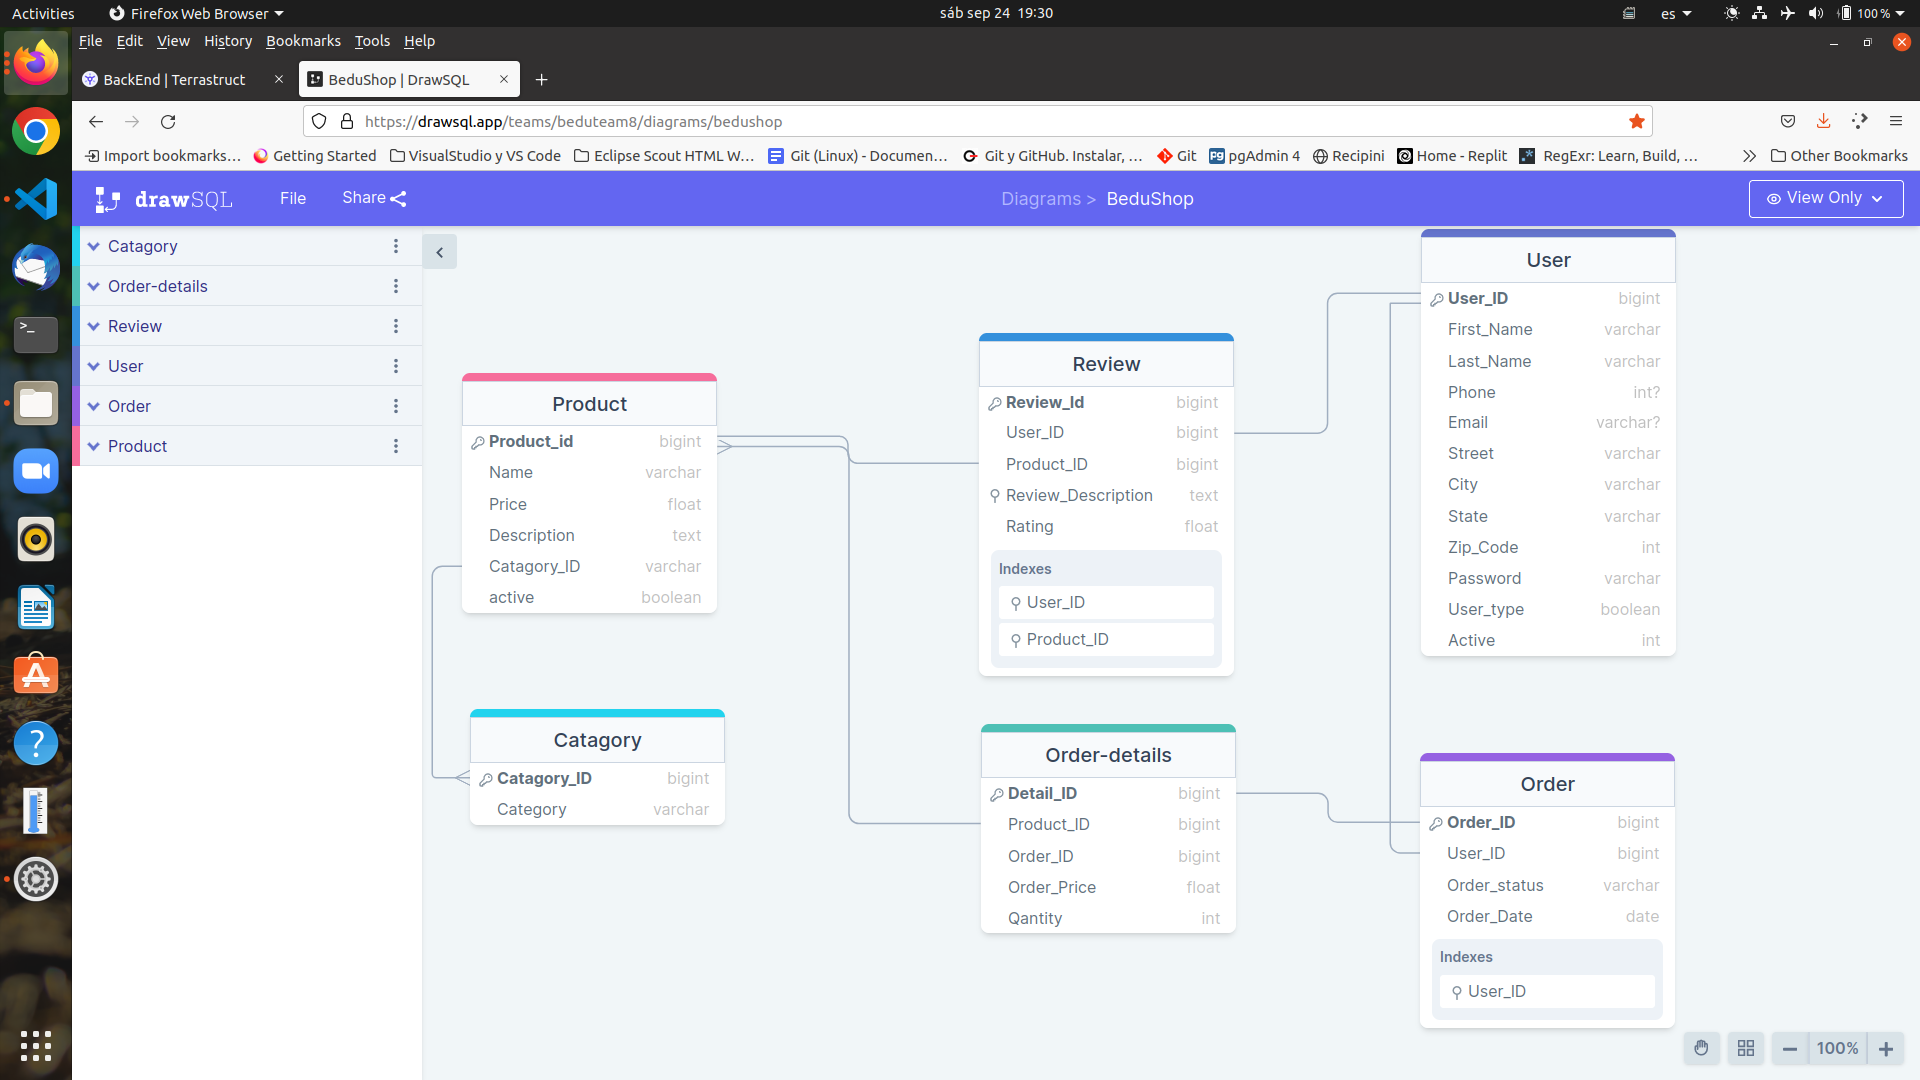 Activities
Firefox Web Browser
sáb sep 24 19:30
es
100 %
File Edit View History Bookmarks Tools Help
BackEnd | Terrastruct
BeduShop | DrawSQL
https://drawsql.app/teams/beduteam8/diagrams/bedushop
Import bookmarks…
Getting Started
VisualStudio y VS Code
Eclipse Scout HTML W…
Git (Linux) - Documen…
Git y GitHub. Instalar, …
Git
pgAdmin 4
Recipini
Home - Replit
RegExr: Learn, Build, …
Other Bookmarks
drawSQL
File
Share
Diagrams > BeduShop
View Only
Catagory
Order-details
Review
User
Order
Product
Product
Product_id bigint
Name varchar
Price float
Description text
Catagory_ID varchar
active boolean
Catagory
Catagory_ID bigint
Category varchar
Review
Review_Id bigint
User_ID bigint
Product_ID bigint
Review_Description text
Rating float
Indexes
User_ID
Product_ID
Order-details
Detail_ID bigint
Product_ID bigint
Order_ID bigint
Order_Price float
Qantity int
User
User_ID bigint
First_Name varchar
Last_Name varchar
Phone int?
Email varchar?
Street varchar
City varchar
State varchar
Zip_Code int
Password varchar
User_type boolean
Active int
Order
Order_ID bigint
User_ID bigint
Order_status varchar
Order_Date date
Indexes
User_ID
100%